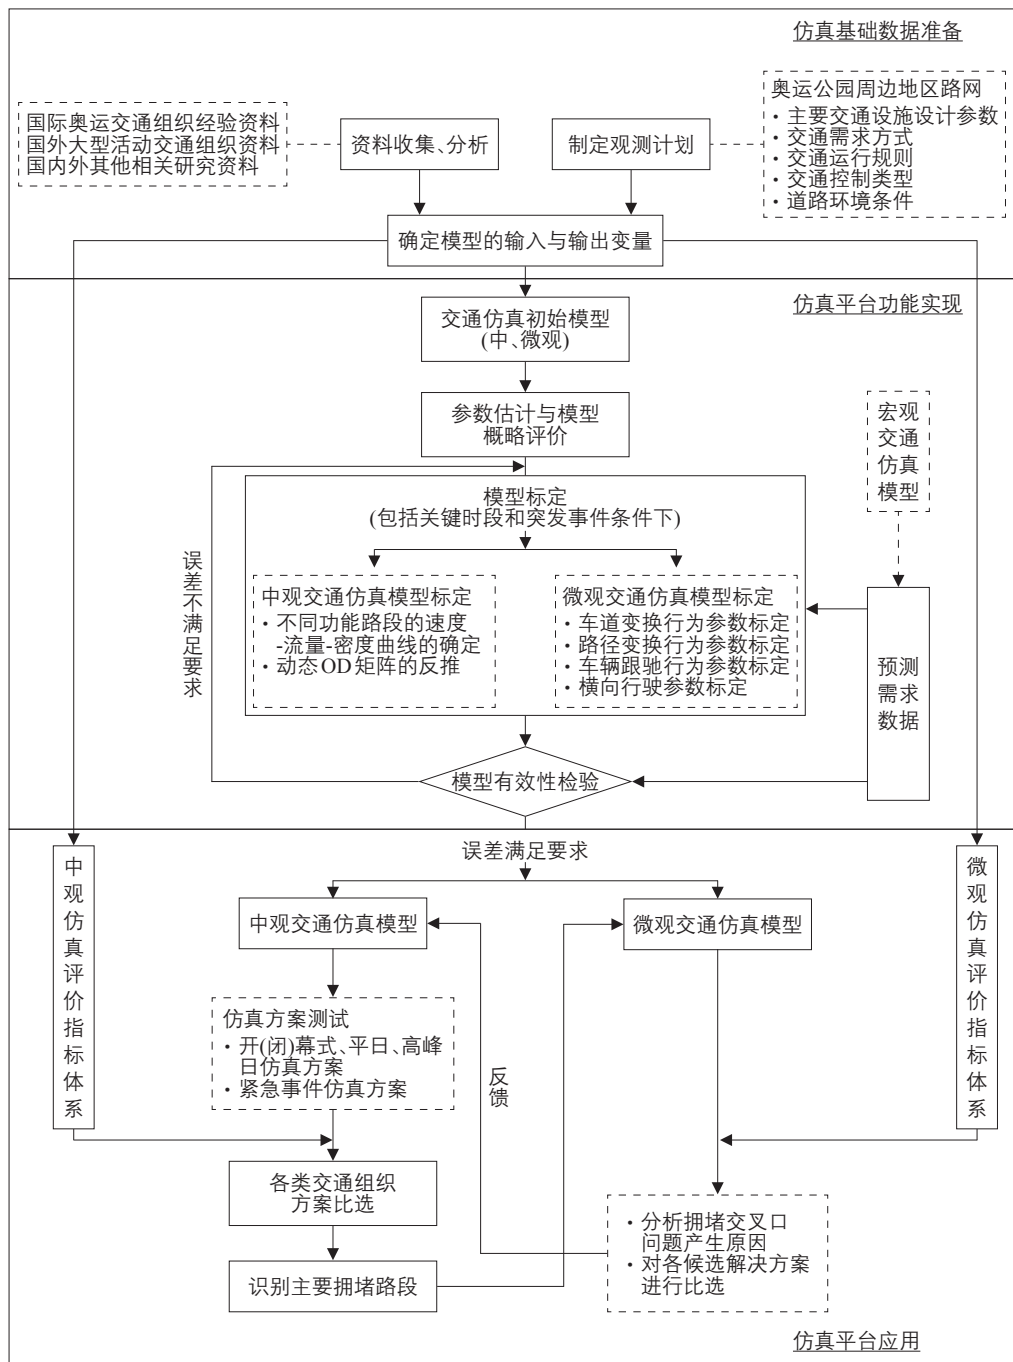 仿真基础数据准备
国际奥运交通组织经验资料
国外大型活动交通组织资料
国内外其他相关研究资料
资料收集、分析
制定观测计划
奥运公园周边地区路网
·主要交通设施设计参数
·交通需求方式
·交通运行规则
·交通控制类型
·道路环境条件
确定模型的输入与输出变量
仿真平台功能实现
交通仿真初始模型
(中、微观)
参数估计与模型
概略评价
宏观
交通
仿真
模型
模型标定
(包括关键时段和突发事件条件下)
误差不满足要求
中观交通仿真模型标定
·不同功能路段的速度
-流量-密度曲线的确定
·动态OD矩阵的反推
微观交通仿真模型标定
·车道变换行为参数标定
·路径变换行为参数标定
·车辆跟驰行为参数标定
·横向行驶参数标定
预测
需求
数据
模型有效性检验
误差满足要求
中观仿真评价指标体系
中观交通仿真模型
微观交通仿真模型
微观仿真评价指标体系
仿真方案测试
·开(闭)幕式、平日、高峰
日仿真方案
·紧急事件仿真方案
反馈
各类交通组织
方案比选
识别主要拥堵路段
·分析拥堵交叉口
问题产生原因
·对各候选解决方案
进行比选
仿真平台应用